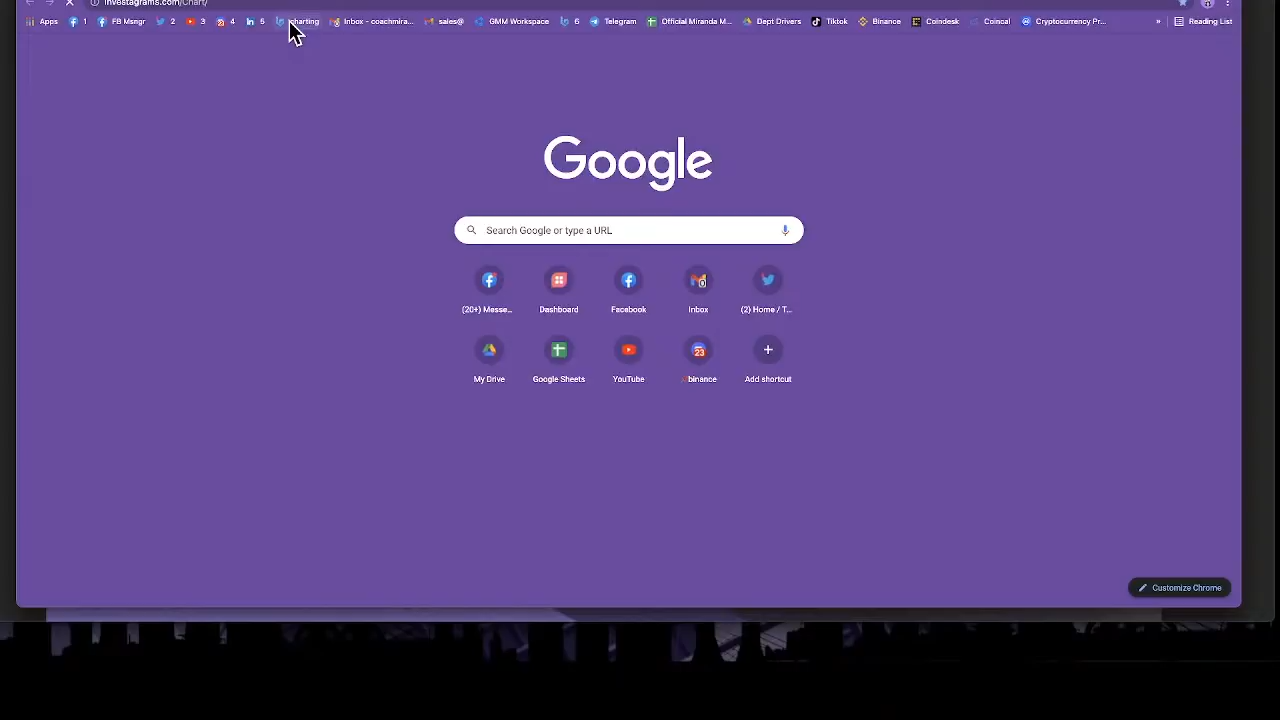 investagrams.com/Chart/
Apps 1 FB Msngr 2 3 4 5 charting Inbox - coachmira... sales@ GMM Workspace 6 Telegram Official Miranda M... Dept Drivers Tiktok Binance Coindesk Coincal Cryptocurrency Pr... » Reading List
Google
Search Google or type a URL
(20+) Messe... Dashboard Facebook Inbox (2) Home / T...
My Drive Google Sheets YouTube binance Add shortcut
Customize Chrome